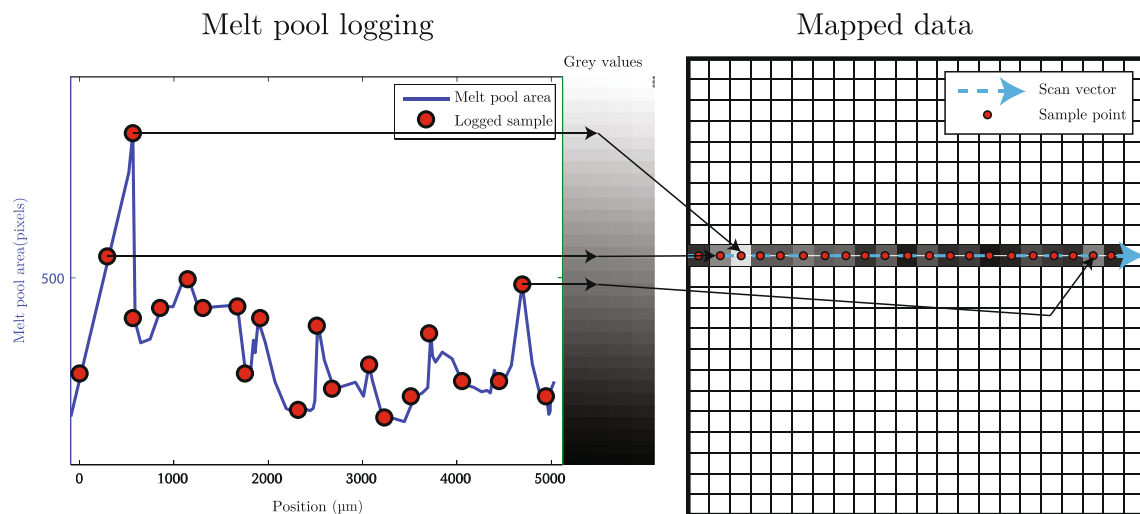 Melt pool logging
Mapped data
Grey values
Melt pool area
Logged sample
Scan vector
Sample point
Melt pool area(pixels)
500
0 1000 2000 3000 4000 5000
Position (µm)